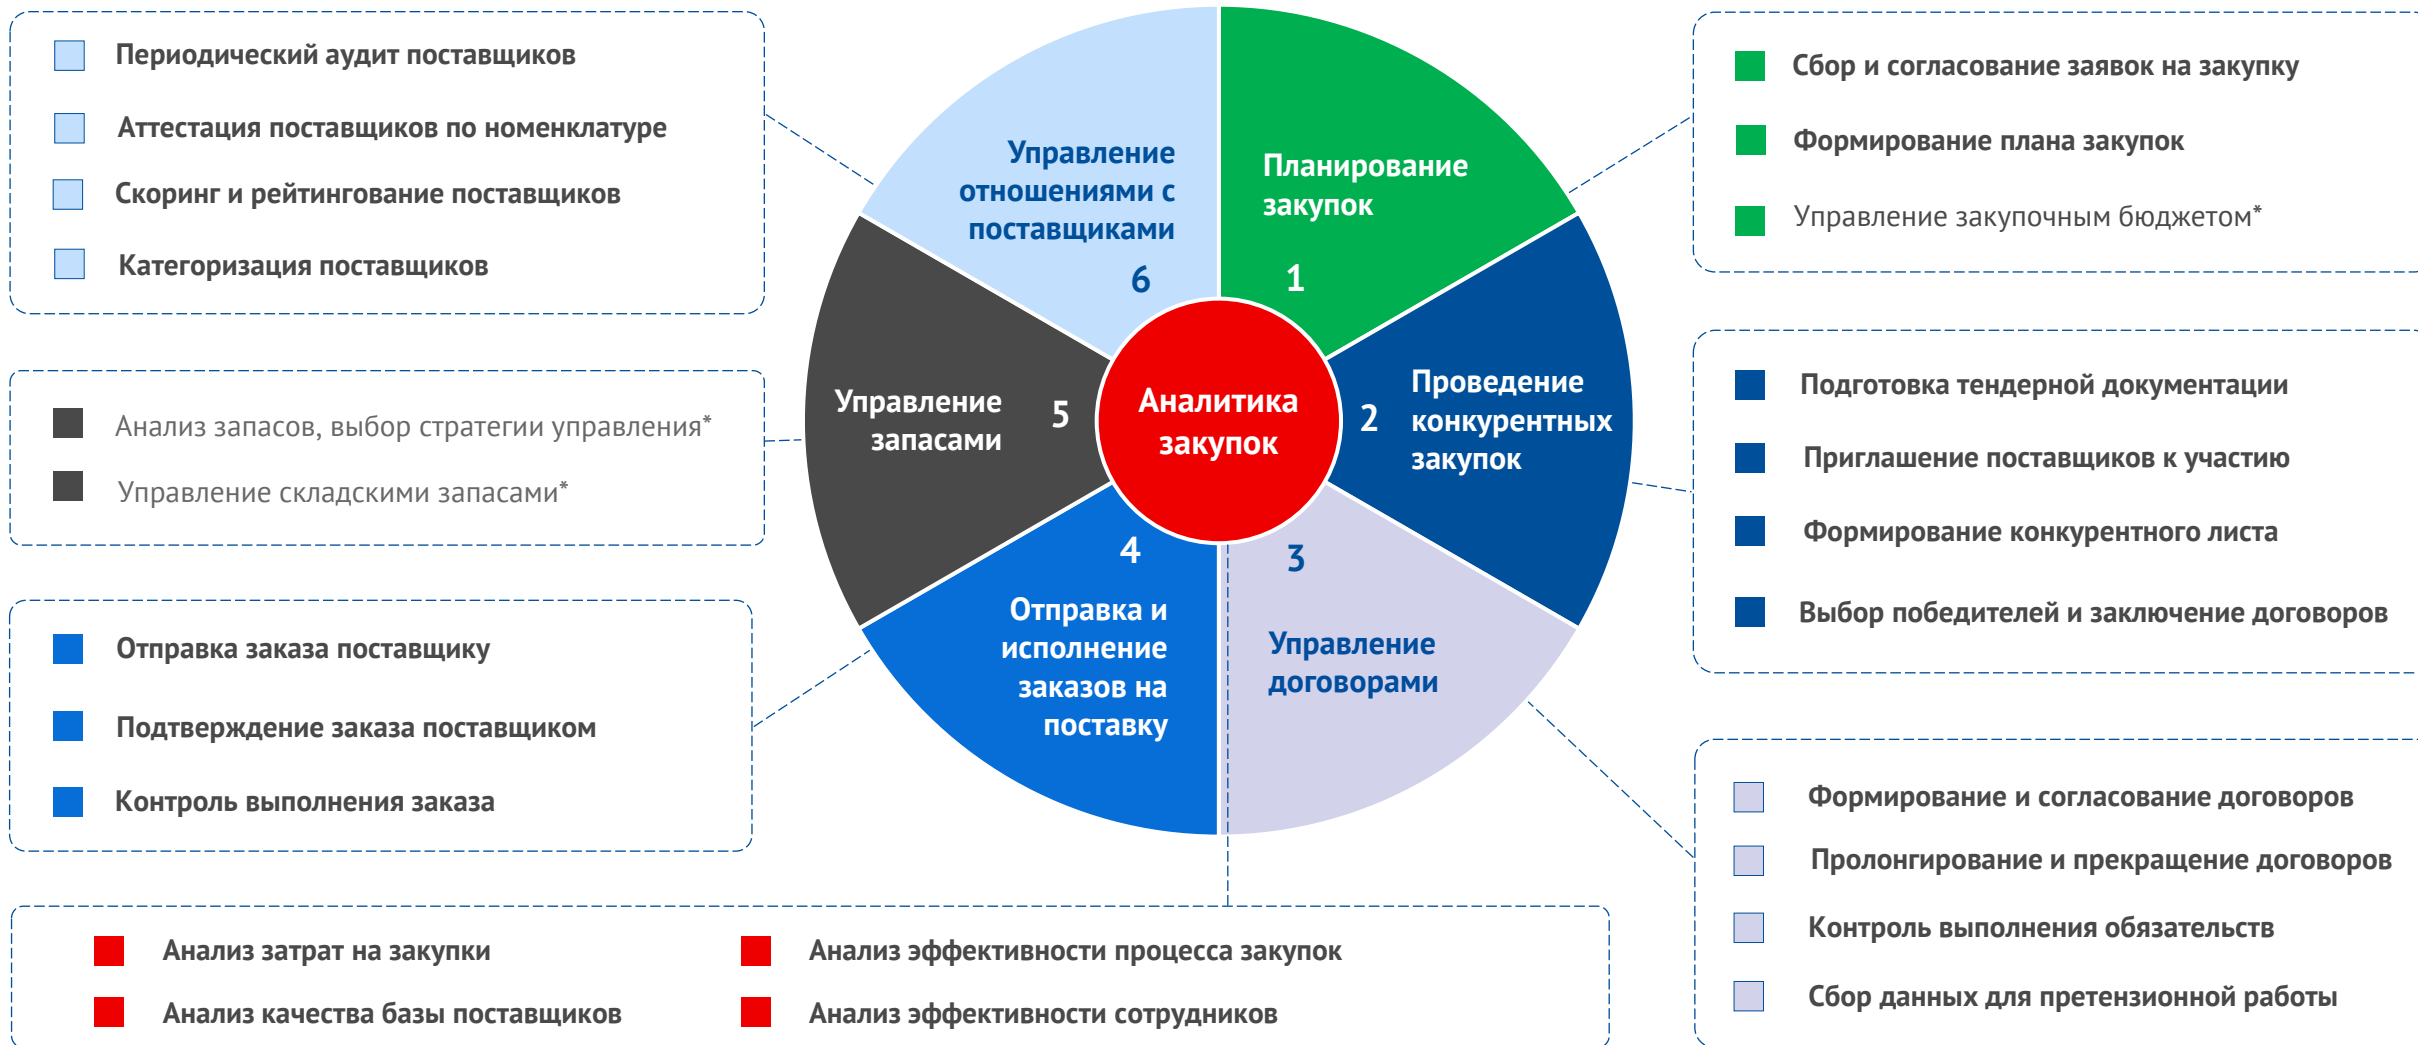 Периодический аудит поставщиков
Аттестация поставщиков по номенклатуре
Скоринг и рейтингование поставщиков
Категоризация поставщиков
Анализ запасов, выбор стратегии управления*
Управление складскими запасами*
Отправка заказа поставщику
Подтверждение заказа поставщиком
Контроль выполнения заказа
Управление
отношениями с
поставщиками
6
Планирование
закупок
1
Управление
запасами
5
Аналитика
закупок
2
Проведение
конкурентных
закупок
4
Отправка и
исполнение
заказов на
поставку
3
Управление
договорами
Сбор и согласование заявок на закупку
Формирование плана закупок
Управление закупочным бюджетом*
Подготовка тендерной документации
Приглашение поставщиков к участию
Формирование конкурентного листа
Выбор победителей и заключение договоров
Формирование и согласование договоров
Пролонгирование и прекращение договоров
Контроль выполнения обязательств
Сбор данных для претензионной работы
Анализ затрат на закупки
Анализ качества базы поставщиков
Анализ эффективности процесса закупок
Анализ эффективности сотрудников